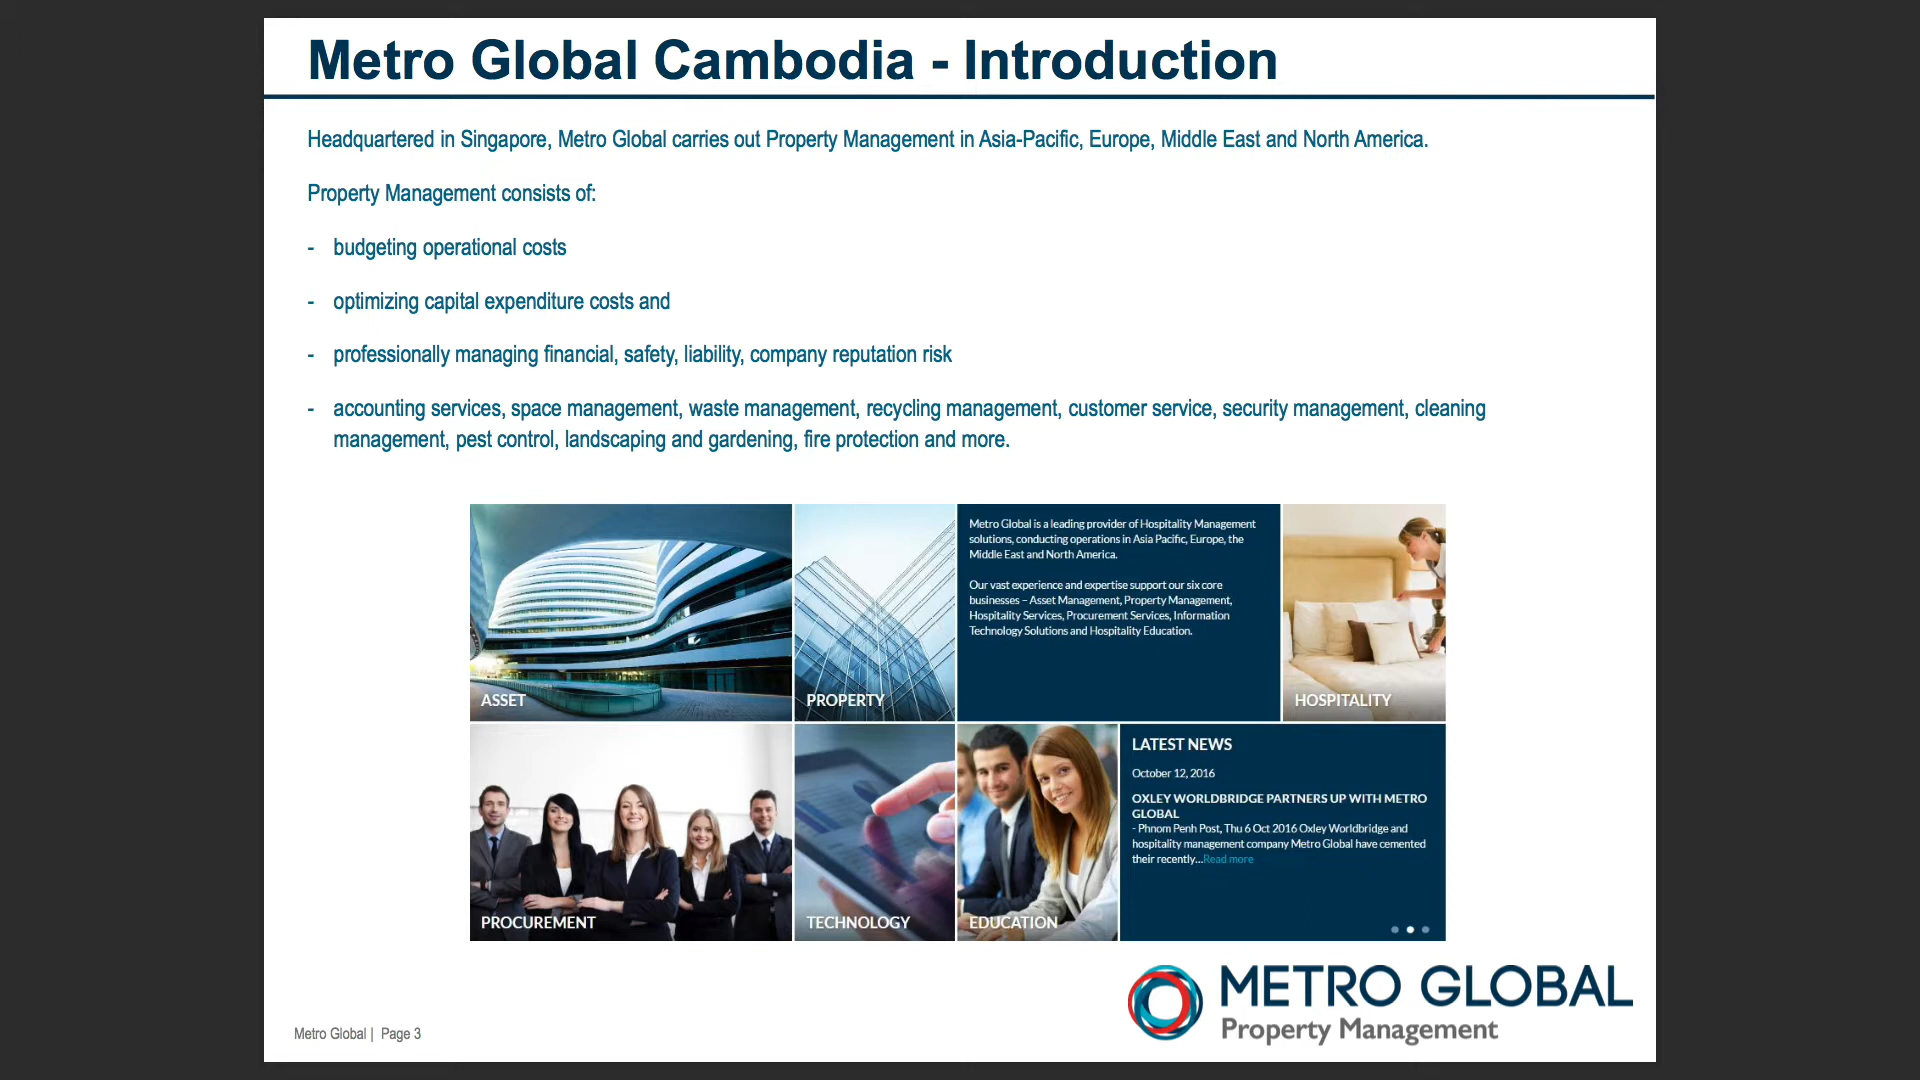 Metro Global Cambodia - Introduction
Headquartered in Singapore, Metro Global carries out Property Management in Asia-Pacific, Europe, Middle East and North America.
Property Management consists of:
- budgeting operational costs
- optimizing capital expenditure costs and
- professionally managing financial, safety, liability, company reputation risk
- accounting services, space management, waste management, recycling management, customer service, security management, cleaning
management, pest control, landscaping and gardening, fire protection and more.
ASSET
PROPERTY
Metro Global is a leading provider of Hospitality Management
solutions, conducting operations in Asia Pacific, Europe, the
Middle East and North America.
Our vast experience and expertise support our six core
businesses – Asset Management, Property Management,
Hospitality Services, Procurement Services, Information
Technology Solutions and Hospitality Education.
HOSPITALITY
PROCUREMENT
TECHNOLOGY
EDUCATION
LATEST NEWS
October 12, 2016
OXLEY WORLDBRIDGE PARTNERS UP WITH METRO
GLOBAL
- Phnom Penh Post, Thu 6 Oct 2016 Oxley Worldbridge and
hospitality management company Metro Global have cemented
their recently...Read more
METRO GLOBAL
Property Management
Metro Global | Page 3